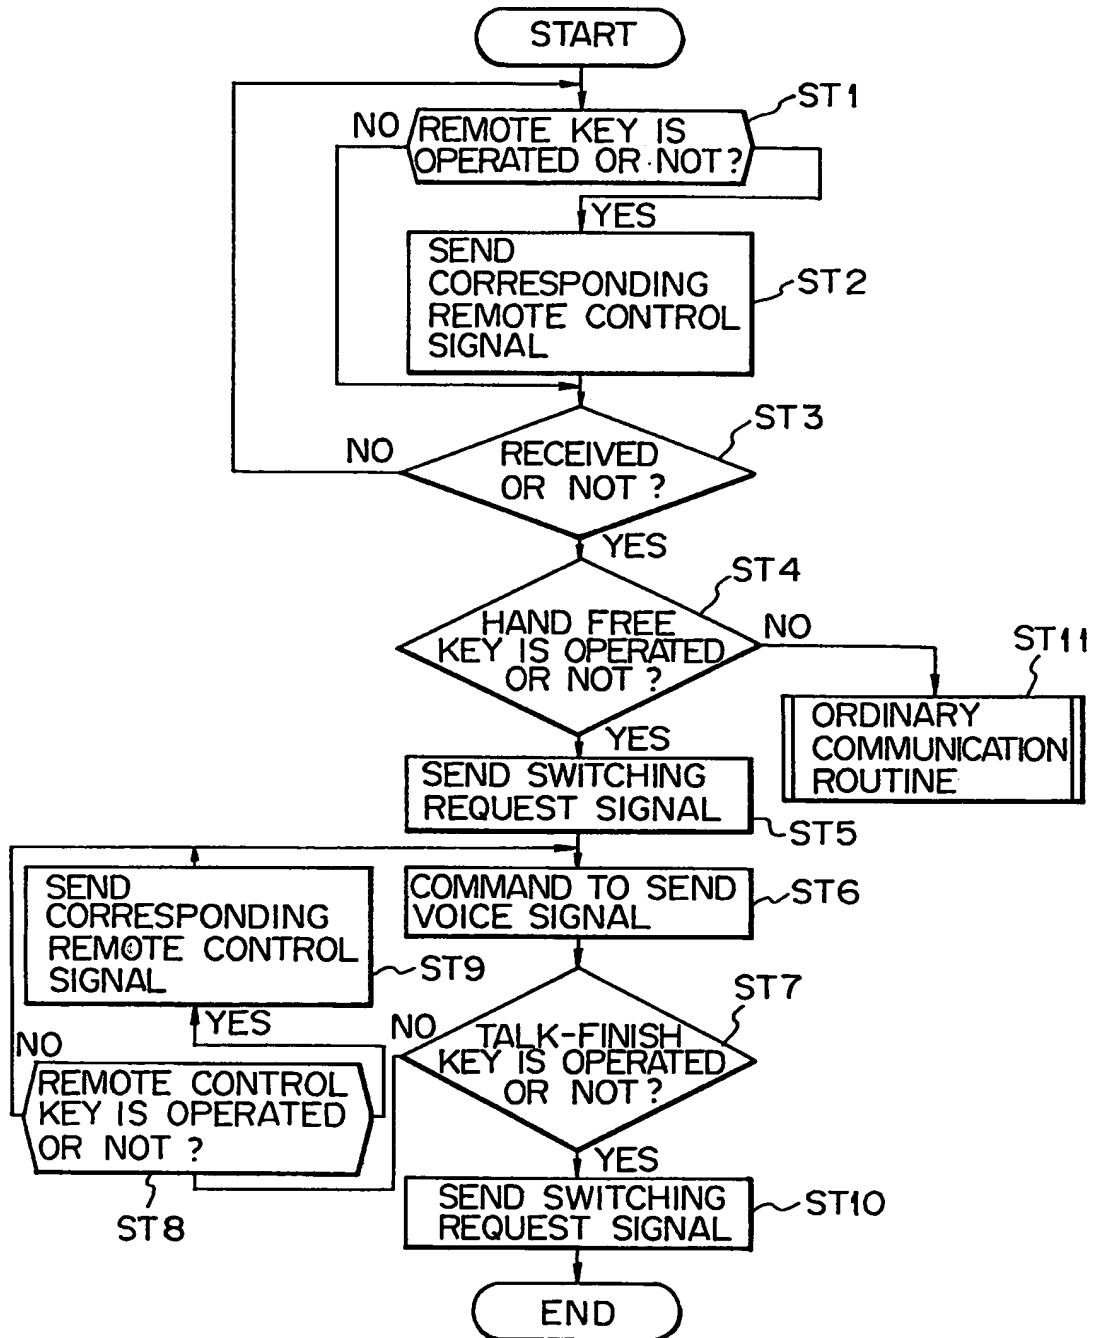 START
ST1
NO
REMOTE KEY IS
OPERATED OR NOT?
YES
SEND
CORRESPONDING
REMOTE CONTROL
SIGNAL
ST2
ST3
NO
RECEIVED
OR NOT?
YES
ST4
HAND FREE
KEY IS OPERATED
OR NOT?
NO
ST11
ORDINARY
COMMUNICATION
ROUTINE
YES
SEND SWITCHING
REQUEST SIGNAL
ST5
COMMAND TO SEND
VOICE SIGNAL
ST6
SEND
CORRESPONDING
REMOTE CONTROL
SIGNAL
ST9
ST7
NO
TALK-FINISH
KEY IS OPERATED
OR NOT?
YES
NO
REMOTE CONTROL
KEY IS OPERATED
OR NOT?
ST8
YES
SEND SWITCHING
REQUEST SIGNAL
ST10
END